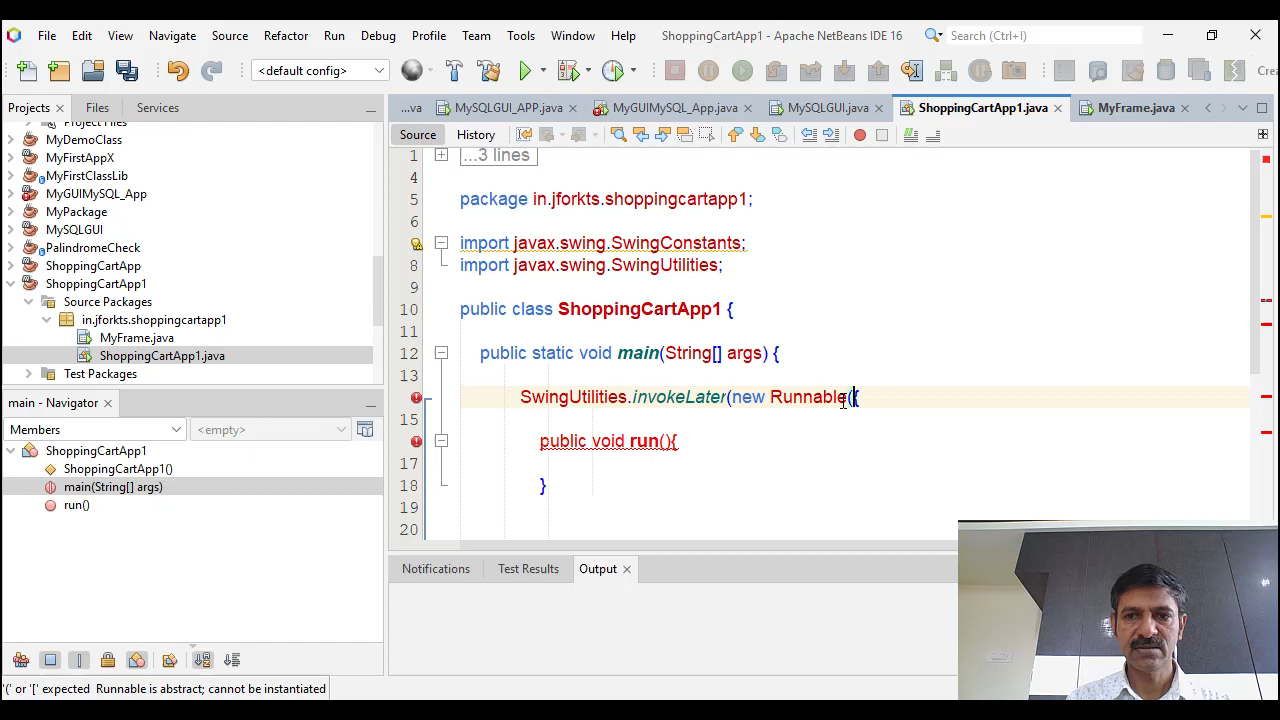 File Edit View Navigate Source Refactor Run Debug Profile Team Tools Window Help ShoppingCartApp1 - Apache NetBeans IDE 16 Search (Ctrl+I)
<default config>
Projects Files Services
...va MySQLGUI_APP.java MyGUIMySQL_App.java MySQLGUI.java ShoppingCartApp1.java MyFrame.java
Source History
Project Files
MyDemoClass
MyFirstAppX
MyFirstClassLib
MyGUIMySQL_App
MyPackage
MySQLGUI
PalindromeCheck
ShoppingCartApp
ShoppingCartApp1
Source Packages
in.jforkts.shoppingcartapp1
MyFrame.java
ShoppingCartApp1.java
Test Packages
1 ...3 lines
4
5 package in.jforkts.shoppingcartapp1;
6
import javax.swing.SwingConstants;
8 import javax.swing.SwingUtilities;
9
10 public class ShoppingCartApp1 {
11
12 public static void main(String[] args) {
13
SwingUtilities.invokeLater(new Runnable({
15
public void run(){
17
18 }
19
20
main - Navigator
Members <empty>
ShoppingCartApp1
ShoppingCartApp1()
main(String[] args)
run()
Notifications Test Results Output
'(' or '[' expected Runnable is abstract; cannot be instantiated